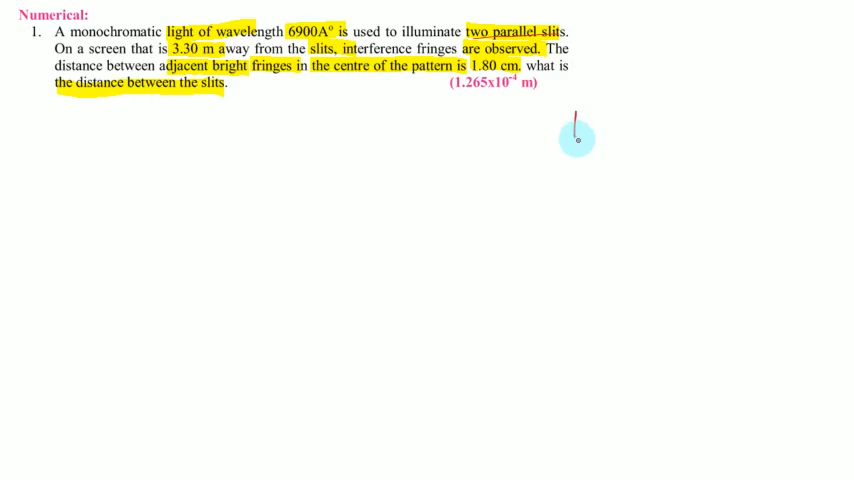 Numerical:
1. A monochromatic light of wavelength 6900Aº is used to illuminate two parallel slits.
On a screen that is 3.30 m away from the slits, interference fringes are observed. The
distance between adjacent bright fringes in the centre of the pattern is 1.80 cm. what is
the distance between the slits. (1.265x10⁻⁴ m)